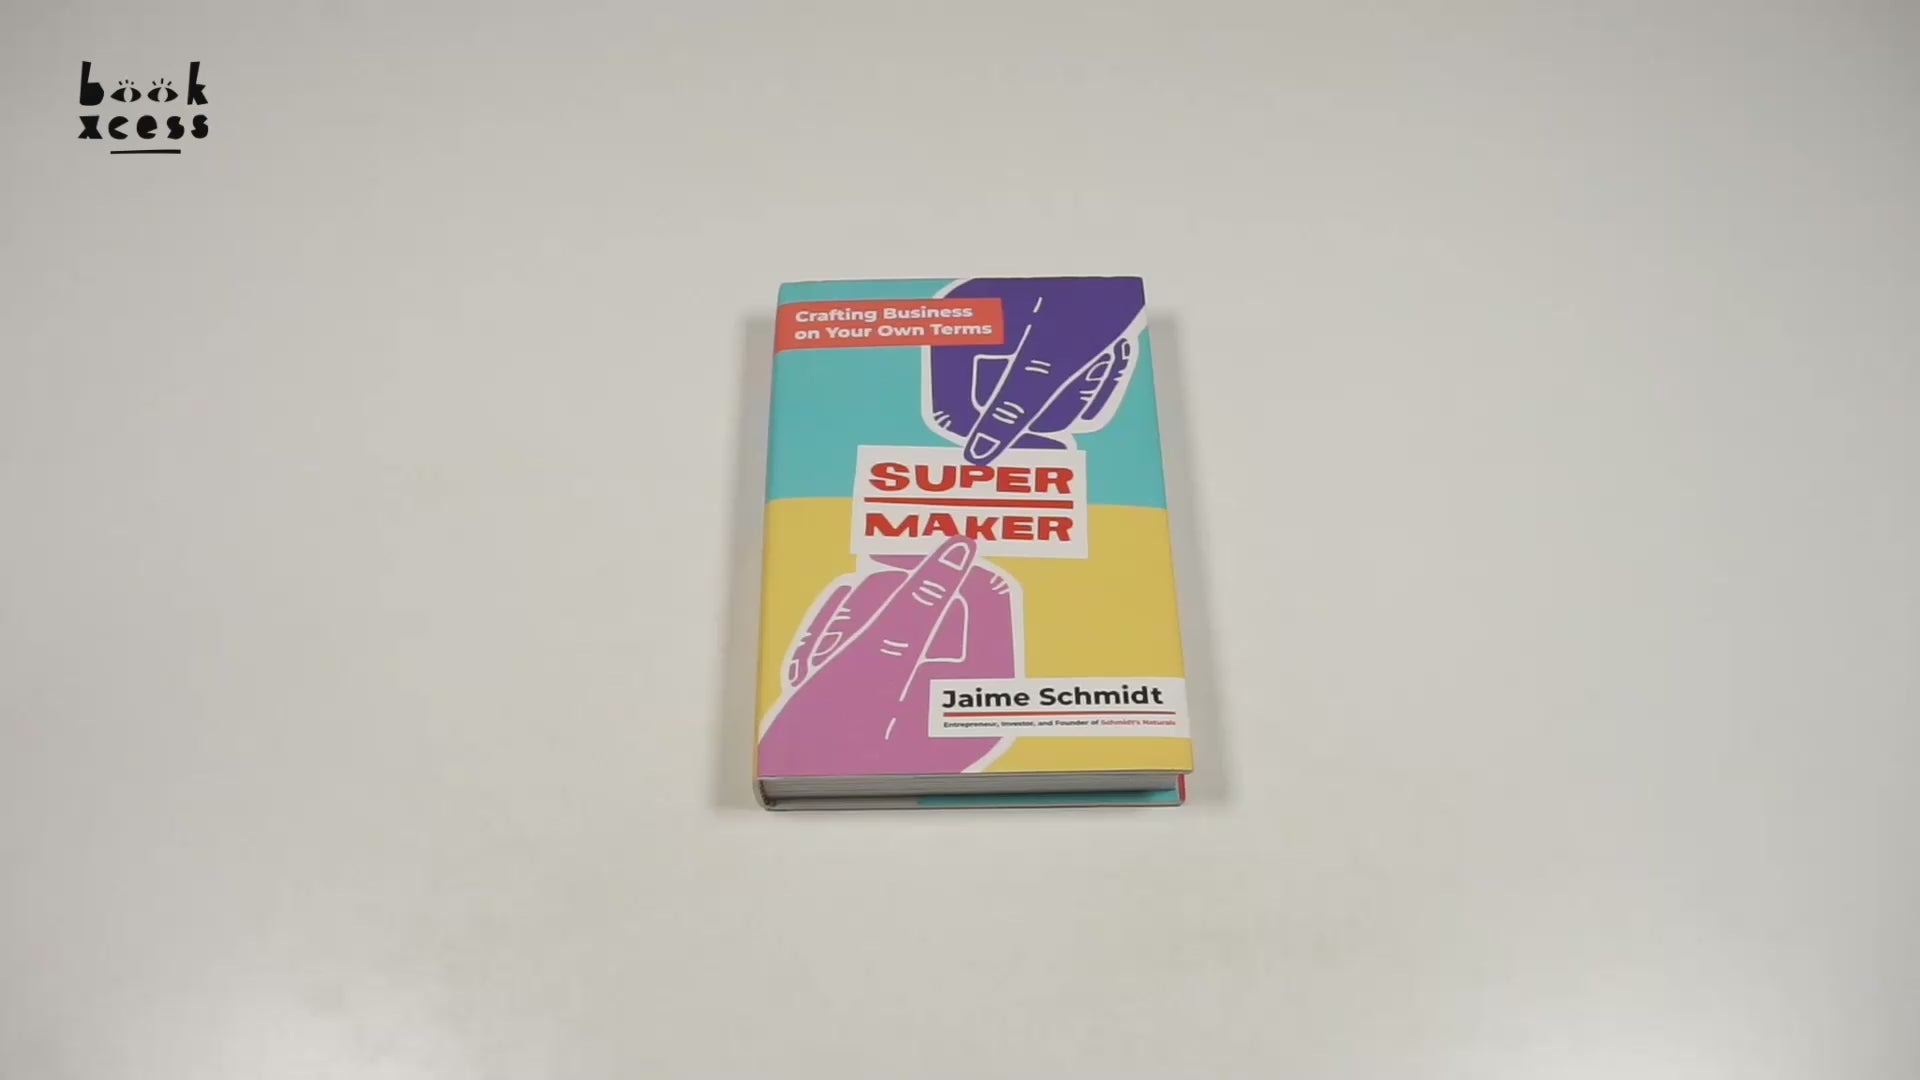 book
xcess
Crafting Business
on Your Own Terms
SUPER
MAKER
Jaime Schmidt
Entrepreneur, Investor, and Founder of Schmidt's Naturals